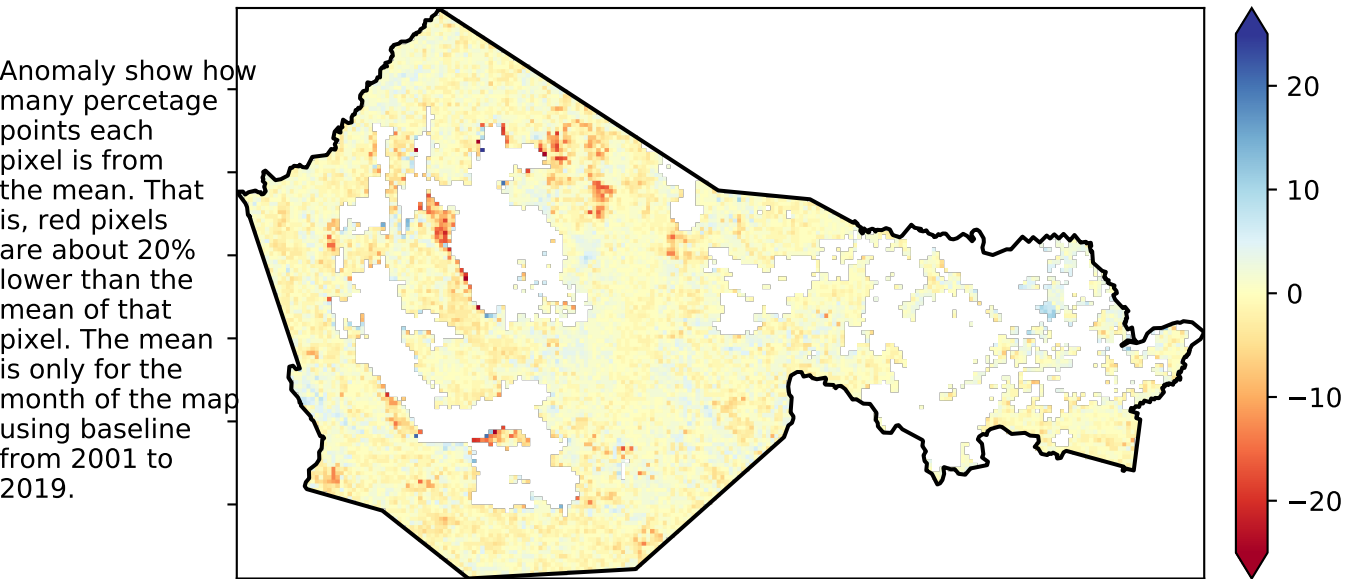 Anomaly show how
many percetage
points each
pixel is from
the mean. That
is, red pixels
are about 20%
lower than the
mean of that
pixel. The mean
is only for the
month of the map
using baseline
from 2001 to
2019.
20
10
0
−10
−20